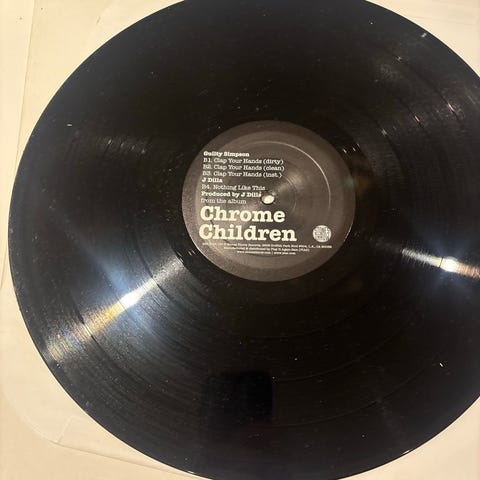 Guilty Simpson
B1. Clap Your Hands (dirty)
B2. Clap Your Hands (clean)
B3. Clap Your Hands (inst.)
J Dilla
B4. Nothing Like This
Produced by J Dilla
from the album
Chrome
Children